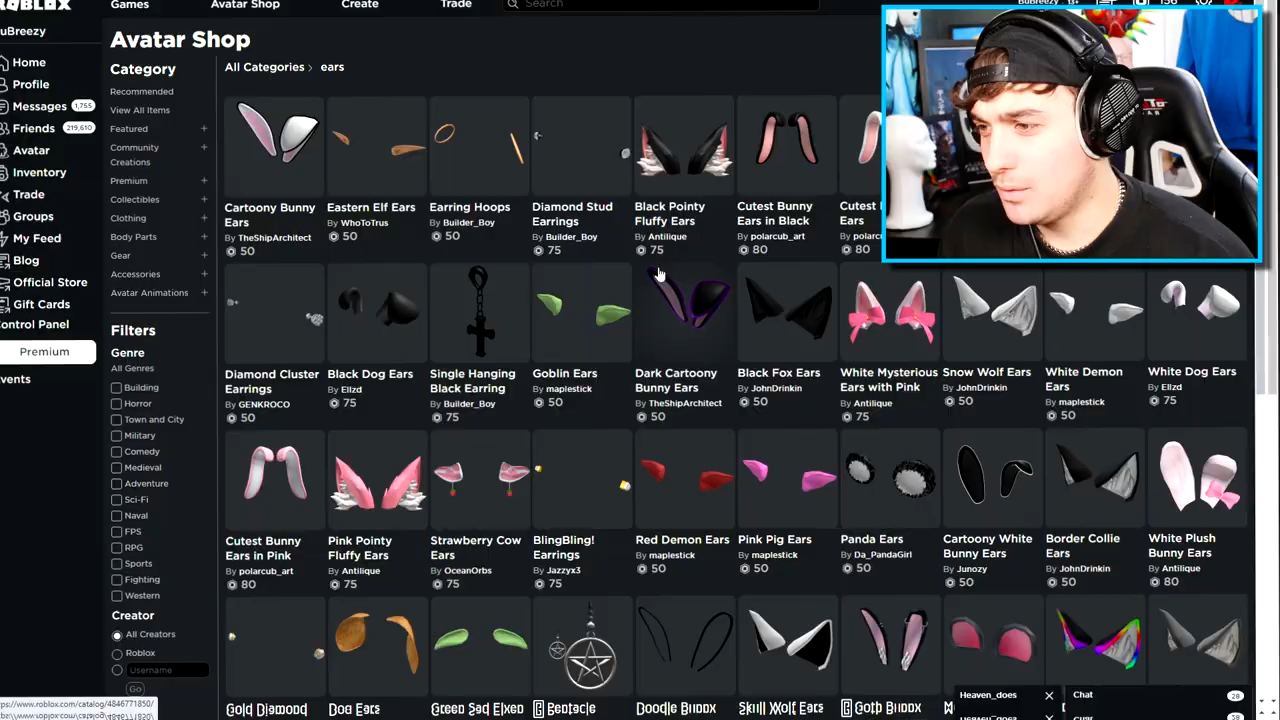 Games
Avatar Shop
Create
Trade
Search
Home
Profile
Messages 1,755
Friends 219,610
Avatar
Inventory
Trade
Groups
My Feed
Blog
Official Store
Gift Cards
Premium
Avatar Shop
Category
Recommended
View All Items
Featured +
Community Creations +
Premium +
Collectibles +
Clothing +
Body Parts +
Gear +
Accessories +
Avatar Animations +
Filters
Genre
All Genres
Building
Horror
Town and City
Military
Comedy
Medieval
Adventure
Sci-Fi
Naval
FPS
RPG
Sports
Fighting
Western
Creator
All Creators
Roblox
Username
Go
All Categories > ears
Cartoony Bunny Ears
By TheShipArchitect
50
Eastern Elf Ears
By WhoToTrus
50
Earring Hoops
By Builder_Boy
50
Diamond Stud Earrings
By Builder_Boy
75
Black Pointy Fluffy Ears
By Antilique
75
Cutest Bunny Ears in Black
By polarcub_art
80
Diamond Cluster Earrings
By GENKROCO
50
Black Dog Ears
By Ellzd
75
Single Hanging Black Earring
By Builder_Boy
75
Goblin Ears
By maplestick
50
Dark Cartoony Bunny Ears
By TheShipArchitect
50
Black Fox Ears
By JohnDrinkin
50
White Mysterious Ears with Pink
By Antilique
75
Snow Wolf Ears
By JohnDrinkin
50
White Demon Ears
By maplestick
50
White Dog Ears
By Ellzd
75
Cutest Bunny Ears in Pink
By polarcub_art
80
Pink Pointy Fluffy Ears
By Antilique
75
Strawberry Cow Ears
By OceanOrbs
75
BlingBling! Earrings
By Jazzyx3
75
Red Demon Ears
By maplestick
50
Pink Pig Ears
By maplestick
50
Panda Ears
By Da_PandaGirl
50
Cartoony White Bunny Ears
By Junozy
50
Border Collie Ears
By JohnDrinkin
50
White Plush Bunny Ears
By Antilique
80
Gold Diamond
Dog Ears
Heaven_does
Chat
28